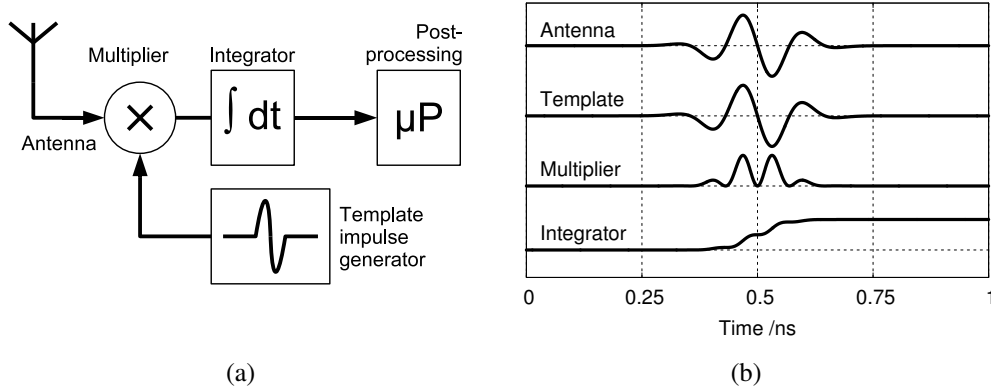 Antenna
Multiplier
×
Integrator
∫ dt
Post-
processing
µP
Template
impulse
generator
(a)
Antenna
Template
Multiplier
Integrator
0
0.25
0.5
0.75
1
Time /ns
(b)